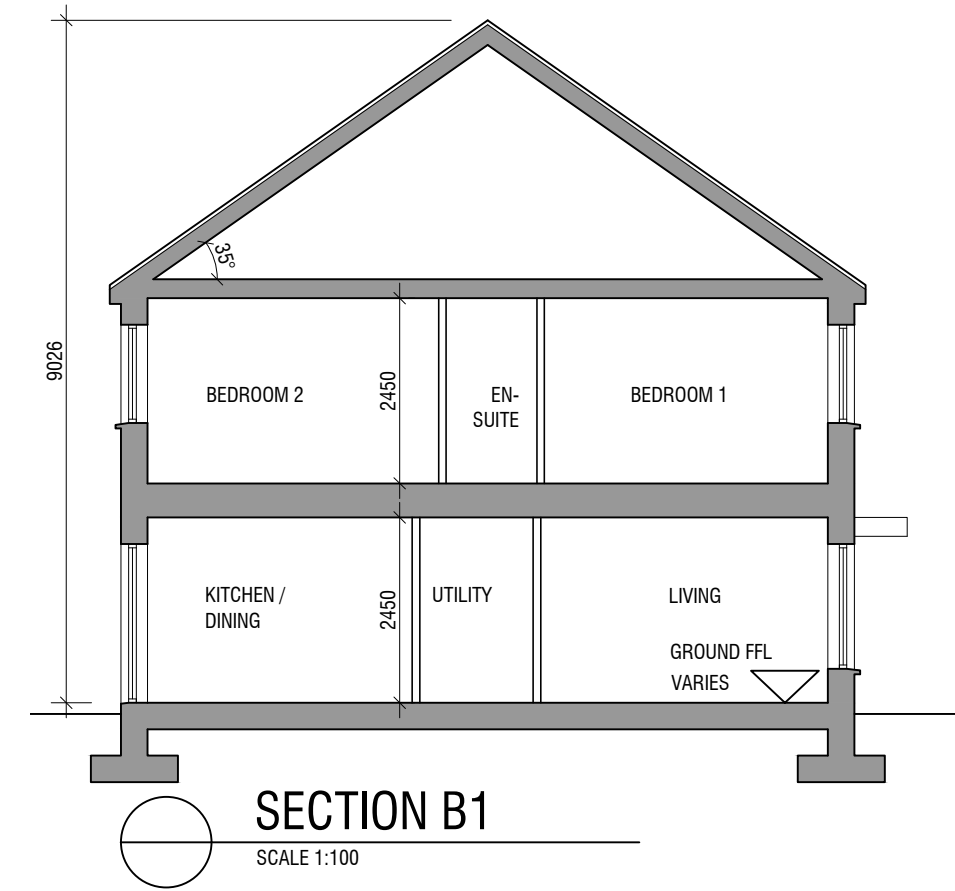 35°
9026
BEDROOM 2
2450
EN-
SUITE
BEDROOM 1
KITCHEN /
DINING
2450
UTILITY
LIVING
GROUND FFL
VARIES
SECTION B1
SCALE 1:100